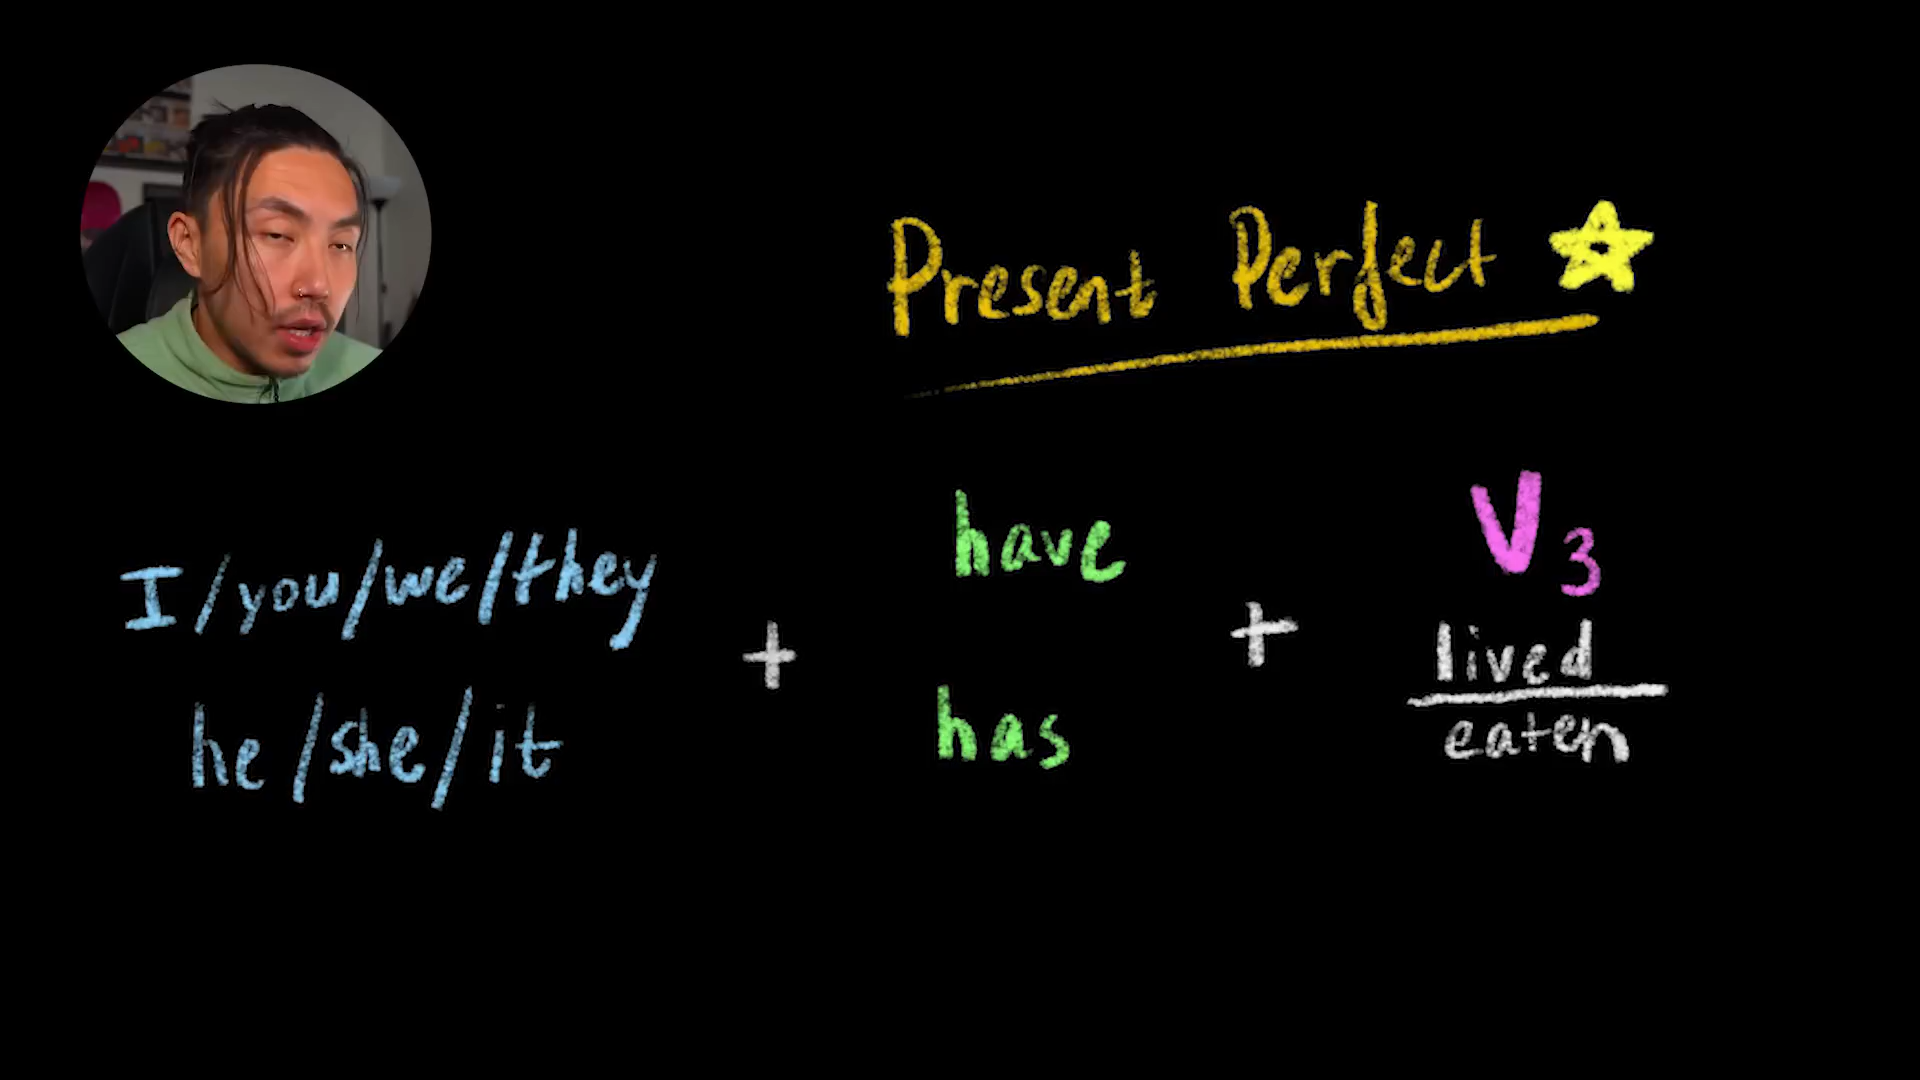 Present Perfect
I/you/we/they + have + V3
he/she/it has
lived
eaten